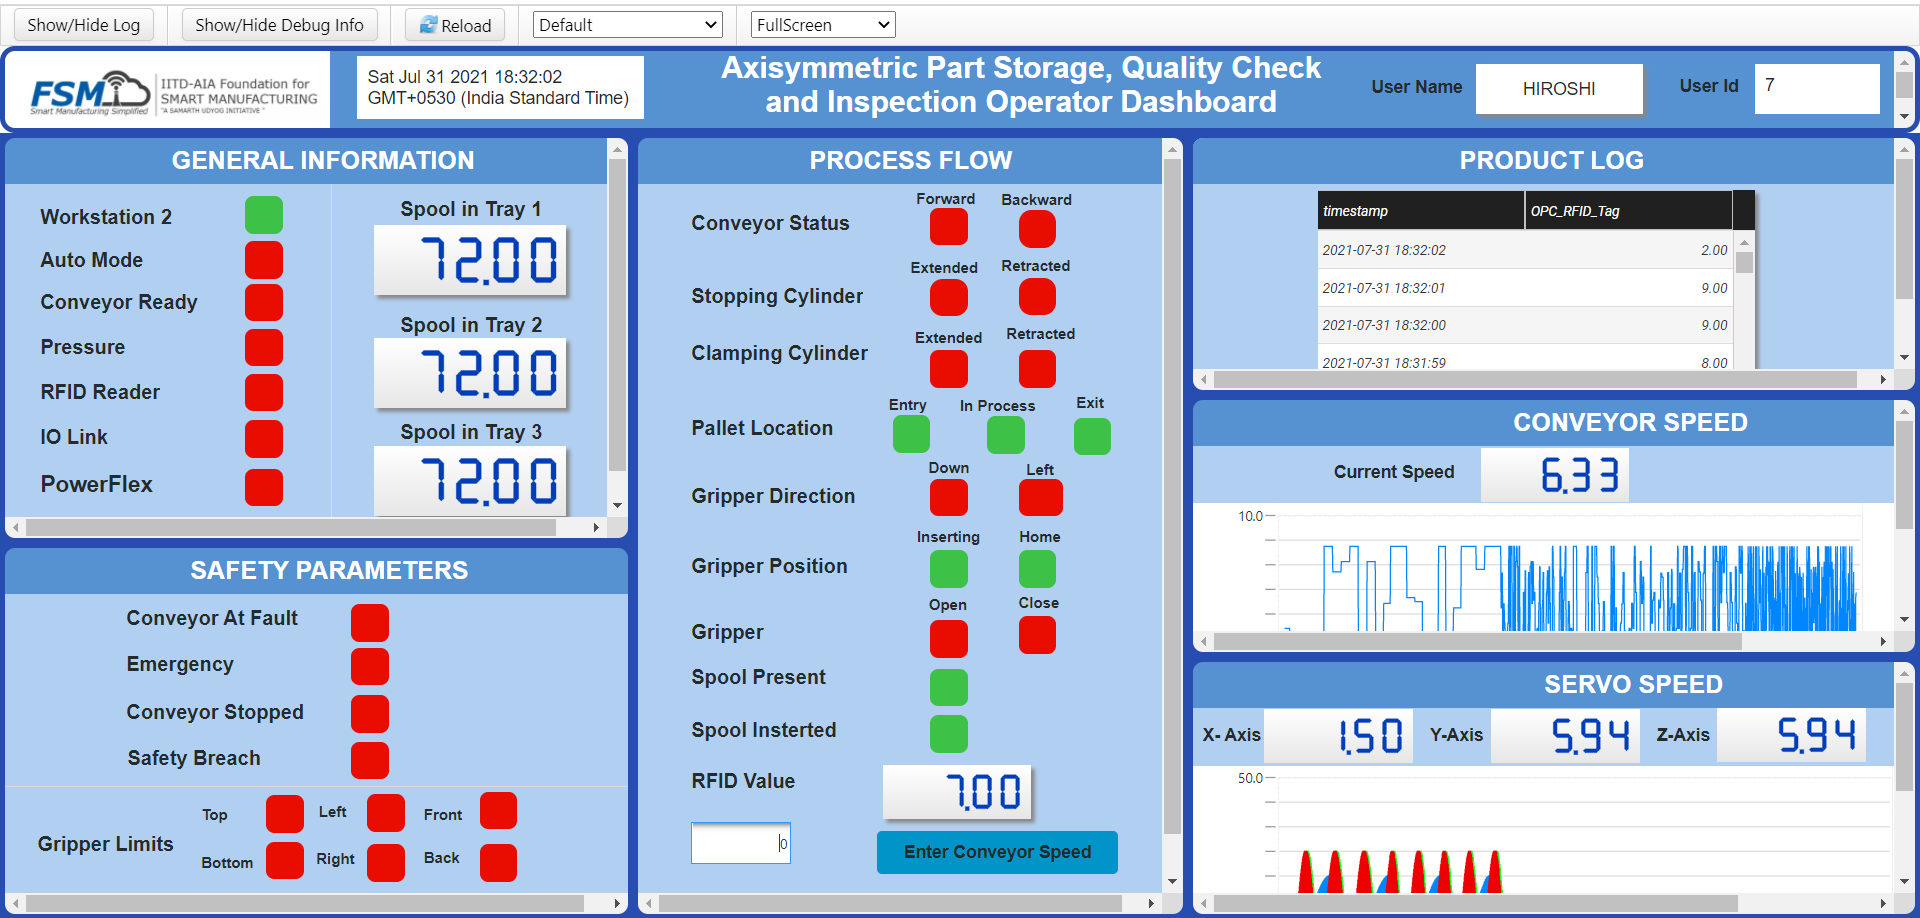 Show/Hide Log
Show/Hide Debug Info
Reload
Default
FullScreen
FSM
Smart Manufacturing Simplified
IITD-AIA Foundation for
SMART MANUFACTURING
"A SAMARTH UDYOG INITIATIVE"
Sat Jul 31 2021 18:32:02
GMT+0530 (India Standard Time)
Axisymmetric Part Storage, Quality Check
and Inspection Operator Dashboard
User Name
HIROSHI
User Id
7
GENERAL INFORMATION
Workstation 2
Auto Mode
Conveyor Ready
Pressure
RFID Reader
IO Link
PowerFlex
Spool in Tray 1
72.00
Spool in Tray 2
72.00
Spool in Tray 3
72.00
SAFETY PARAMETERS
Conveyor At Fault
Emergency
Conveyor Stopped
Safety Breach
Gripper Limits
Top
Left
Front
Bottom
Right
Back
PROCESS FLOW
Conveyor Status
Forward
Backward
Stopping Cylinder
Extended
Retracted
Clamping Cylinder
Extended
Retracted
Pallet Location
Entry
In Process
Exit
Gripper Direction
Down
Left
Gripper Position
Inserting
Home
Gripper
Open
Close
Spool Present
Spool Insterted
RFID Value
7.00
0
Enter Conveyor Speed
PRODUCT LOG
timestamp OPC_RFID_Tag
2021-07-31 18:32:02 2.00
2021-07-31 18:32:01 9.00
2021-07-31 18:32:00 9.00
2021-07-31 18:31:59 8.00
CONVEYOR SPEED
Current Speed
6.33
10.0
SERVO SPEED
X- Axis
1.50
Y-Axis
5.94
Z-Axis
5.94
50.0